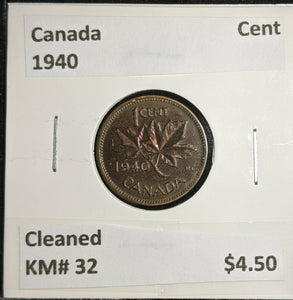 Canada Cent
1940
1 CENT
1940
CANADA
Cleaned
KM# 32 $4.50